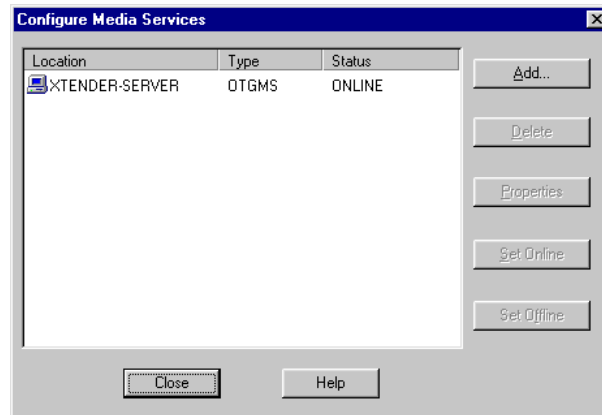 Configure Media Services
Location Type Status
XTENDER-SERVER OTGMS ONLINE
Add...
Delete
Properties
Set Online
Set Offline
Close Help